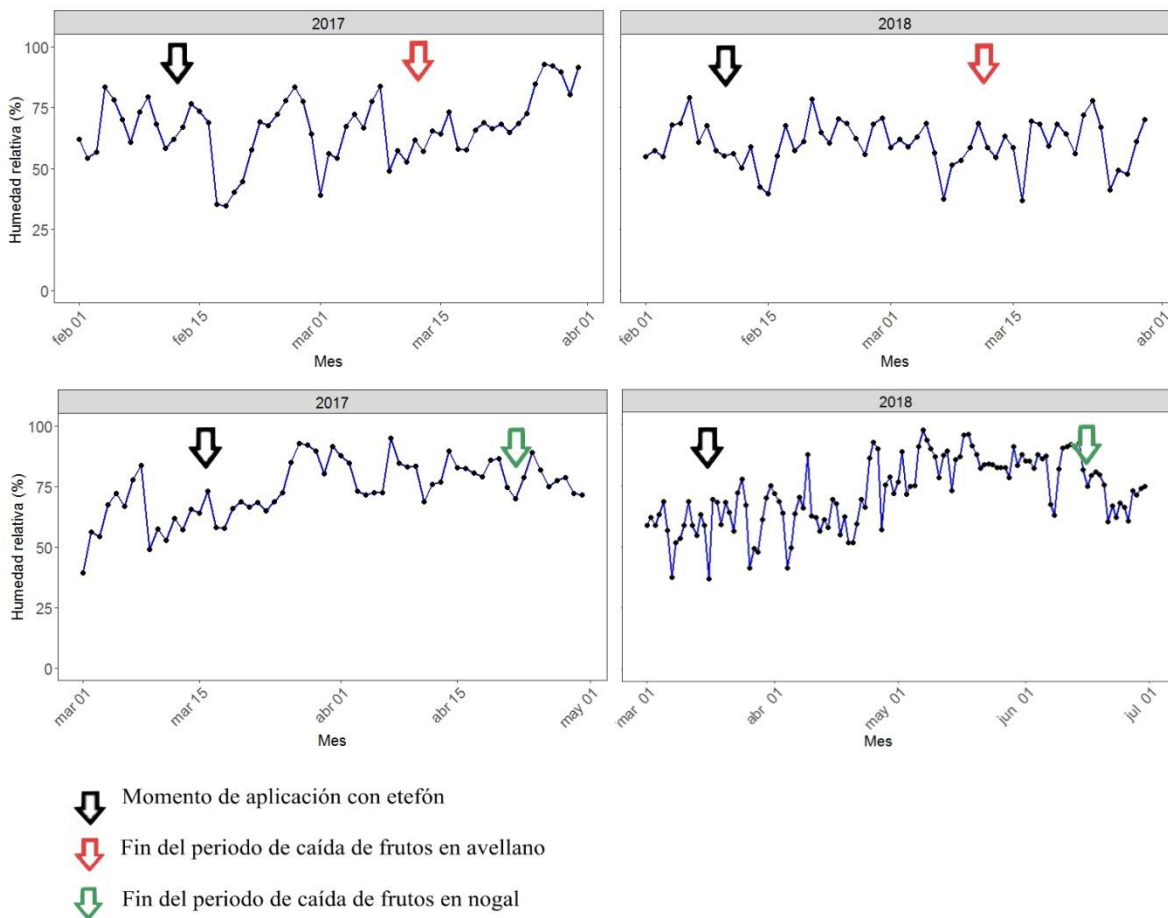 2017
2018
Humedad relativa (%)
100
75
50
25
0
feb 01
feb 15
mar 01
mar 15
abr 01
Mes
feb 01
feb 15
mar 01
mar 15
abr 01
Mes
2017
2018
Humedad relativa (%)
100
75
50
25
0
mar 01
mar 15
abr 01
abr 15
may 01
Mes
mar 01
abr 01
may 01
jun 01
jul 01
Mes
Momento de aplicación con etefón
Fin del periodo de caída de frutos en avellano
Fin del periodo de caída de frutos en nogal